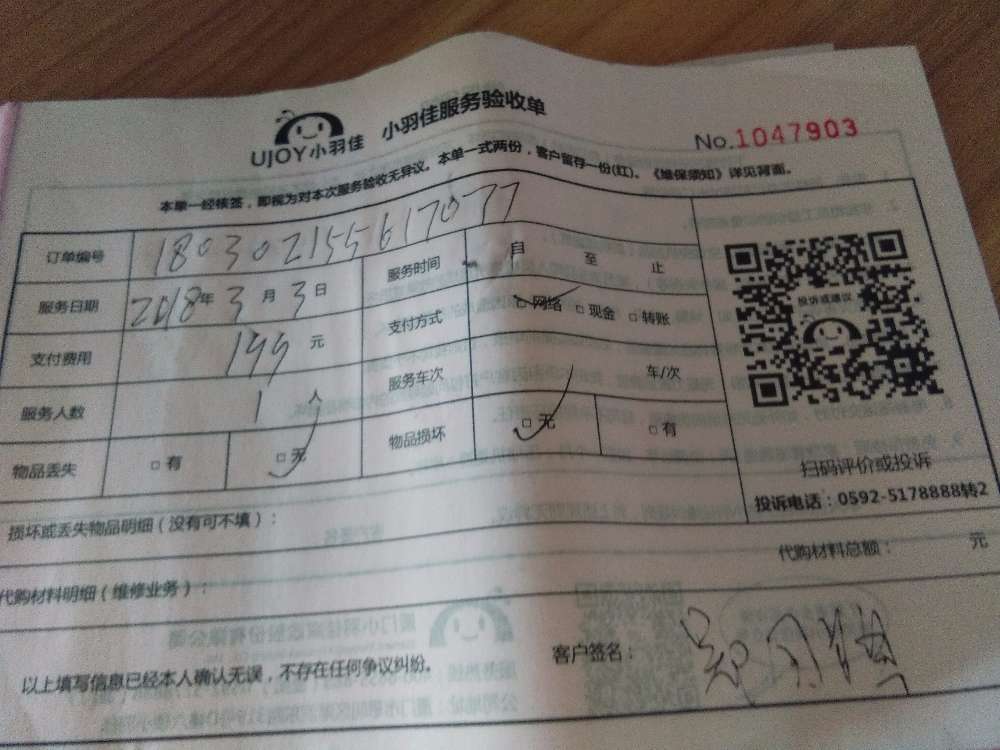 UJOY小羽佳 小羽佳服务验收单
No.1047903
本单一经核签，即视为对本次服务验收无异议。本单一式两份，客户留存一份(红)。《维保须知》详见背面。
订单编号 18030215561707
服务时间 自 至 止
服务日期 2018年3月3日
支付方式 □网络 □现金 □转账
支付费用 199元
服务车次 车/次
服务人数 1人
物品丢失 □有 □无
物品损坏 □无 □有
投诉或建议
扫码评价或投诉
投诉电话：0592-5178888转2
损坏或丢失物品明细（没有可不填）：
代购材料总额： 元
代购材料明细（维修业务）：
以上填写信息已经本人确认无误，不存在任何争议纠纷。
客户签名：